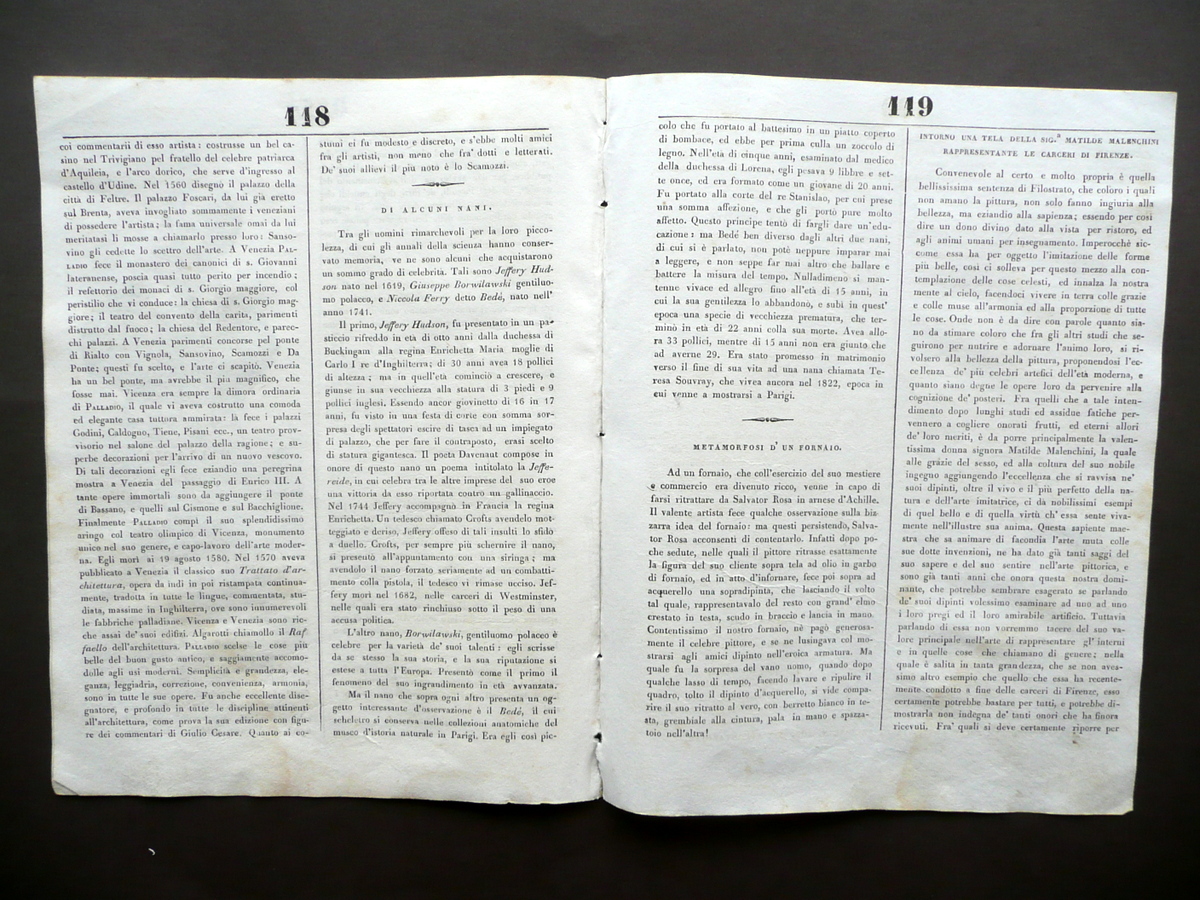 118
coi commentarii di esso artista: costrusse un bel ca-
sino nel Trivigiano pel fratello del celebre patriarca
d'Aquileia, e l'arco dorico, che serve d'ingresso al
castello d'Udine. Nel 1560 disegnò il palazzo della
città di Feltre. Il palazzo Foscari, da lui già eretto
sul Brenta, aveva invogliato sommamente i veneziani
di possedere l'artista; la fama universale omai da lui
meritatasi li mosse a chiamarlo presso loro: Sanso-
vino gli cedette lo scettro dell'arte. A Venezia PAL-
LADIO fece il monastero dei canonici di s. Giovanni
lateranense, poscia quasi tutto perito per incendio;
il refettorio dei monaci di s. Giorgio maggiore, col
peristilio che vi conduce: la chiesa di s. Giorgio mag-
giore; il teatro del convento della carita, parimenti
distrutto dal fuoco; la chiesa del Redentore, e parec-
chi palazzi. A Venezia parimenti corcorse pel ponte
di Rialto con Vignola, Sansovino, Scamozzi e Da
Ponte; questi fu scelto, e l'arte ci scapitò. Venezia
ha un bel ponte, ma avrebbe il più magnifico, che
fosse mai. Vicenza era sempre la dimora ordinaria
di PALLADIO, il quale vi aveva costrutto una comoda
ed elegante casa tuttora ammirata: là fece i palazzi
Godini, Caldogno, Tiene, Pisani ecc., un teatro prov-
visorio nel salone del palazzo della ragione; e su-
perbe decorazioni per l'arrivo di un nuovo vescovo.
Di tali decorazioni egli fece eziandio una peregrina
mostra a Venezia del passaggio di Enrico III. A
tante opere immortali sono da aggiungere il ponte
di Bassano, e quelli sul Cismone e sul Bacchiglione.
Finalmente PALLADIO compì il suo splendidissimo
aringo col teatro olimpico di Vicenza, monumento
unico nel suo genere, e capo-lavoro dell'arte moder-
na. Egli morì ai 19 agosto 1580. Nel 1570 aveva
pubblicato a Venezia il classico suo Trattato d'ar-
chitettura, opera da indi in poi ristampata continua-
mente, tradotta in tutte le lingue, commentata, stu-
diata, massime in Inghilterra, ove sono innumerevoli
le fabbriche palladiane. Vicenza e Venezia sono ric-
che assai de' suoi edifizi. Algarotti chiamollo il Raf
faello dell'architettura. PALLADIO scelse le cose più
belle del buon gusto antico, e saggiamente accomo-
dolle agli usi moderni. Semplicità e grandezza, ele-
ganza, leggiadria, correzione, convenienza, armonia,
sono in tutte le sue opere. Fu anche eccellente dise-
gnatore, e profondo in tutte le discipline attinenti
all'architettura, come prova la sua edizione con figu-
re dei commentari di Giulio Cesare. Quanto ai co-
stumi ei fu modesto e discreto, e s'ebbe molti amici
fra gli artisti, non meno che fra' dotti e letterati.
De' suoi allievi il più noto è lo Scamozzi.
DI ALCUNI NANI.
Tra gli uomini rimarchevoli per la loro picco-
lezza, di cui gli annali della scienza hanno conser-
vato memoria, ve ne sono alcuni che acquistarono
un sommo grado di celebrità. Tali sono Jeffery Hud-
son nato nel 1619, Giuseppe Borwilawski gentiluo-
mo polacco, e Niccola Ferry detto Bedé, nato nell'
anno 1741.
Il primo, Jeffery Hudson, fu presentato in un pa-
sticcio rifreddo in età di otto anni dalla duchessa di
Buckingam alla regina Enrichetta Maria moglie di
Carlo I re d'Inghilterra; di 30 anni avea 18 pollici
di altezza; ma in quell'età cominciò a crescere, e
giunse in sua vecchiezza alla statura di 3 piedi e 9
pollici inglesi. Essendo ancor giovinetto di 16 in 17
anni, fu visto in una festa di corte con somma sor-
presa degli spettatori escire di tasca ad un impiegato
di palazzo, che per fare il contraposto, erasi scelto
di statura gigantesca. Il poeta Davenaut compose in
onore di questo nano un poema intitolato la Jeffe-
reide, in cui celebra tre le altre imprese del suo eroe
una vittoria da esso riportata contro un gallinaccio.
Nel 1744 Jeffery accompagnò in Francia la regina
Enrichetta. Un tedesco chiamato Crofts avendolo mot-
teggiato e deriso, Jeffery offeso di tali insulti lo sfidò
a duello. Crofts, per sempre più schernire il nano,
si presentò all'appuntamento con una siringa; ma
avendolo il nano forzato seriamente ad un combatti-
mento colla pistola, il tedesco vi rimase ucciso. Jef-
fery morì nel 1682, nelle carceri di Westminster,
nelle quali era stato rinchiuso sotto il peso di una
accusa politica.
L'altro nano, Borwilawski, gentiluomo polacco è
celebre per la varietà de' suoi talenti: egli scrisse
da se stesso la sua storia, e la sua riputazione si
estese a tutta l'Europa. Presentò come il primo il
fenomeno del suo ingrandimento in età avvanzata.
Ma il nano che sopra ogni altro presenta un og-
getto interessante d'osservazione è il Bedé, il cui
scheletro si conserva nelle collezioni anatomiche del
museo d'istoria naturale in Parigi. Era egli così pic-
119
colo che fu portato al battesimo in un piatto coperto
di bombace, ed ebbe per prima culla un zoccolo di
legno. Nell'età di cinque anni, esaminato dal medico
della duchessa di Lorena, egli pesava 9 libbre e set-
te once, ed era formato come un giovane di 20 anni.
Fu portato alla corte del re Stanislao, per cui prese
una somma affezione, e che gli portò pure molto
affetto. Questo principe tentò di fargli dare un'edu-
cazione: ma Bedé ben diverso dagli altri due nani,
di cui si è parlato, non potè neppure imparar mai
a leggere, e non seppe far mai altro che ballare e
battere la misura del tempo. Nulladimeno si man-
tenne vivace ed allegro fino all'età di 15 anni, in
cui la sua gentilezza lo abbandonò, e subì in quest'
epoca una specie di vecchiezza prematura, che ter-
minò in età di 22 anni colla sua morte. Avea allo-
ra 33 pollici, mentre di 15 anni non era giunto che
ad averne 29. Era stato promesso in matrimonio
verso il fine di sua vita ad una nana chiamata Te-
resa Souvray, che vivea ancora nel 1822, epoca in
cui venne a mostrarsi a Parigi.
METAMORFOSI D' UN FORNAIO.
Ad un fornaio, che coll'esercizio del suo mestiere
e commercio era divenuto ricco, venne in capo di
farsi ritrattare da Salvator Rosa in arnese d'Achille.
Il valente artista fece qualche osservazione sulla biz-
zarra idea del fornaio: ma questi persistendo, Salva-
tor Rosa acconsentì di contentarlo. Infatti dopo po-
che sedute, nelle quali il pittore ritrasse esattamente
la figura del suo cliente sopra tela ad olio in garbo
di fornaio, ed in atto d'infornare, fece poi sopra ad
acquerello una sopradipinta, che lasciando il volto
tal quale, rappresentavalo del resto con grand' elmo
crestato in testa, scudo in braccio e lancia in mano.
Contentissimo il nostro fornaio, nè pagò generosa-
mente il celebre pittore, e se ne lusingava col mo-
strarsi agli amici dipinto nell'eroica armatura. Ma
quale fu la sorpresa del vano nomo, quando dopo
qualche lasso di tempo, facendo lavare e ripulire il
quadro, tolto il dipinto d'acquerello, si vide compa-
rire il suo ritratto al vero, con berretto bianco in te-
sta, grembiale alla cintura, pala in mano e spazza-
toio nell'altra!
INTORNO UNA TELA DELLA SIG.ª MATILDE MALENCHINI
RAPPRESENTANTE LE CARCERI DI FIRENZE.
Convenevole al certo e molto propria è quella
bellissima sentenza di Filostrato, che coloro i quali
non amano la pittura, non solo fanno ingiuria alla
bellezza, ma eziandio alla sapienza; essendo per così
dire un dono divino dato alla vista per ristoro, ed
agli animi umani per insegnamento. Imperocchè sic-
come essa ha per oggetto l'imitazione delle forme
più belle, così ci solleva per questo mezzo alla con-
templazione delle cose celesti, ed innalza la nostra
mente al cielo, facendoci vivere in terra colle grazie
e colle muse all'armonia ed alla proporzione di tutte
le cose. Onde non è da dire con parole quanto sia-
no da stimare coloro che fra gli altri studi che se-
guirono per nutrire e adornare l'animo loro, si ri-
volsero alla bellezza della pittura, proponendosi l'ec-
cellenza de' più celebri artefici dell'età moderna, e
quanto siano degne le opere loro da pervenire alla
cognizione de' posteri. Fra quelli che a tale inten-
dimento dopo lunghi studi ed assidue fatiche per-
vennero a cogliere onorati frutti, ed eterni allori
de' loro meriti, è da porre principalmente la valen-
tissima donna signora Matilde Malenchini, la quale
alle grazie del sesso, ed alla coltura del suo nobile
ingegno aggiungendo l'eccellenza che si ravvisa ne'
suoi dipinti, oltre il vivo e il più perfetto della na-
tura e dell'arte imitatrice, ci dà nobilissimi esempi
di quel bello e di quella virtù ch' essa sente viva-
mente nell'illustre sua anima. Questa sapiente mae-
stra che sa animare di facondia l'arte muta colle
sue dotte invenzioni, ne ha dato già tanti saggi del
suo sapere e del suo sentire nell'arte pittorica, e
sono già tanti anni che onora questa nostra domi-
nante, che potrebbe sembrare esagerato se parlando
de' suoi dipinti volessimo esaminare ad uno ad uno
i loro pregi ed il loro amirabile artificio. Tuttavia
parlando di essa non vorremmo tacere del suo va-
lore principale nell'arte di rappresentare gl' interni
e in quelle cose che chiamano di genere; nella
quale è salita in tanta grandezza, che se non aves-
simo altro esempio che quello che essa ha recente-
mente condotto a fine delle carceri di Firenze, esso
certamente potrebbe bastare per tutti, e potrebbe di-
mostrarla non indegna de' tanti onori che ha finora
ricevuti. Fra' quali si deve certamente riporre per